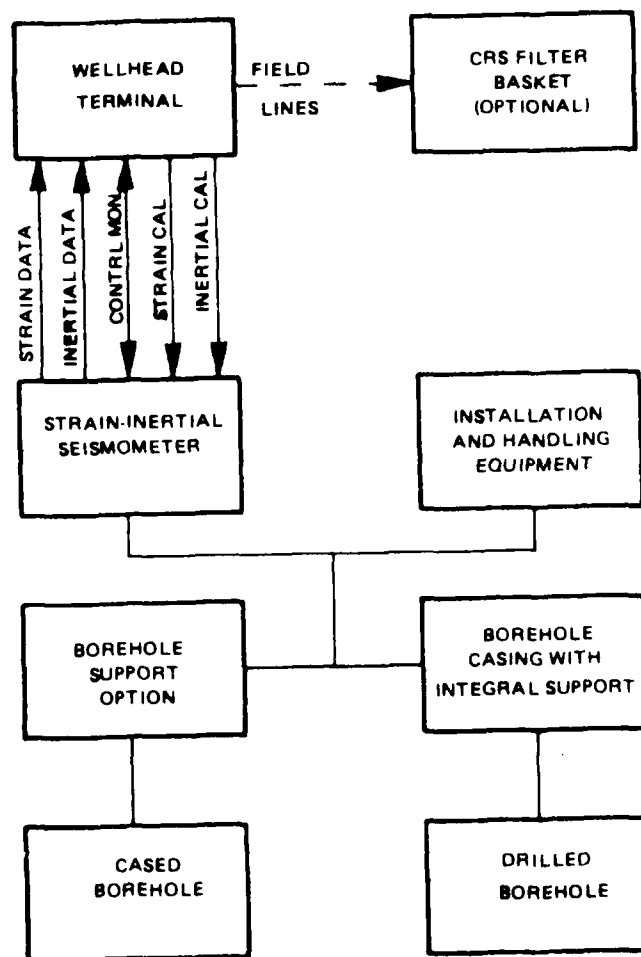 WELLHEAD
TERMINAL
FIELD
LINES
CRS FILTER
BASKET
(OPTIONAL)
STRAIN DATA
INERTIAL DATA
CONTRL MON
STRAIN CAL
INERTIAL CAL
STRAIN-INERTIAL
SEISMOMETER
INSTALLATION
AND HANDLING
EQUIPMENT
BOREHOLE
SUPPORT
OPTION
BOREHOLE
CASING WITH
INTEGRAL SUPPORT
CASED
BOREHOLE
DRILLED
BOREHOLE